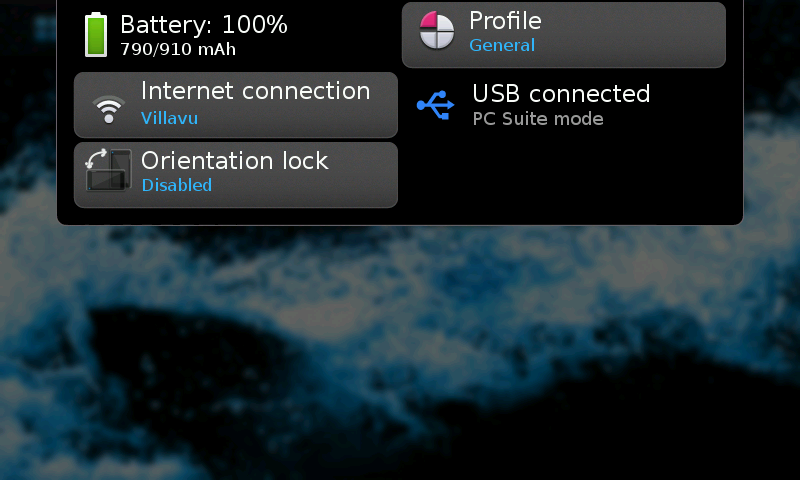 Battery: 100%
790/910 mAh
Profile
General
Internet connection
Villavu
USB connected
PC Suite mode
Orientation lock
Disabled